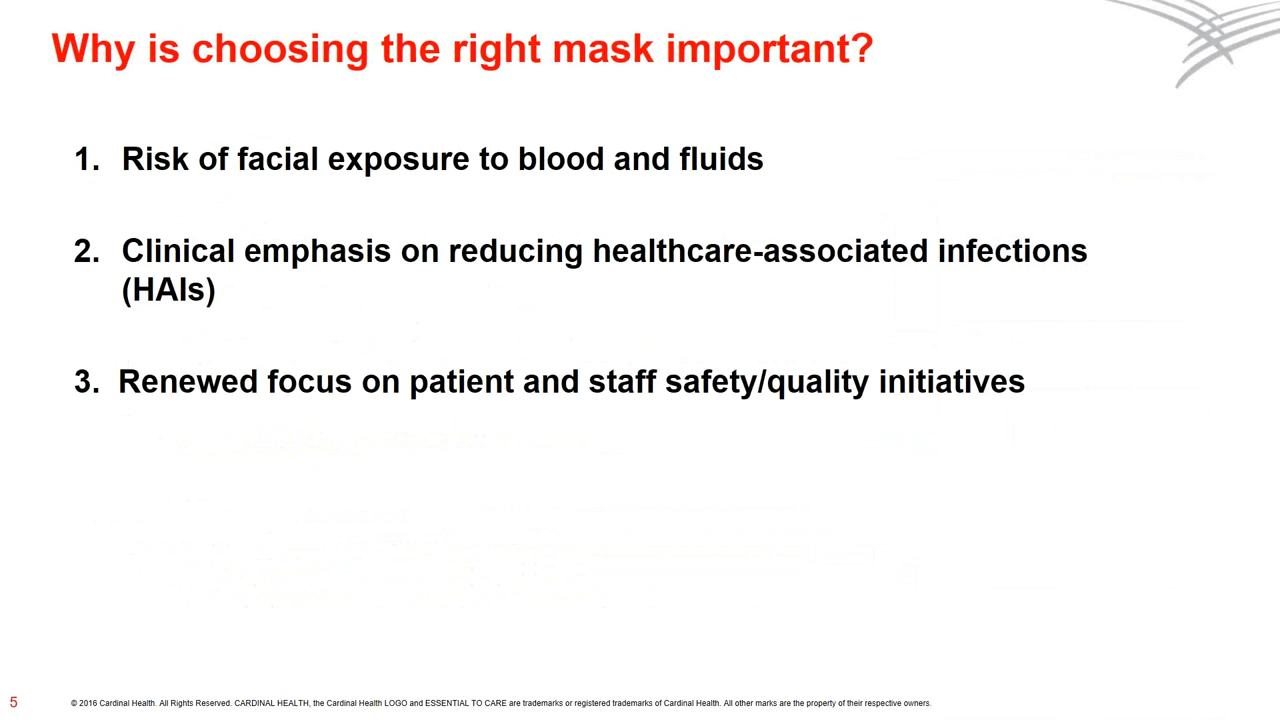 Why is choosing the right mask important?
1. Risk of facial exposure to blood and fluids
2. Clinical emphasis on reducing healthcare-associated infections
(HAIs)
3. Renewed focus on patient and staff safety/quality initiatives
5
© 2016 Cardinal Health. All Rights Reserved. CARDINAL HEALTH, the Cardinal Health LOGO and ESSENTIAL TO CARE are trademarks or registered trademarks of Cardinal Health. All other marks are the property of their respective owners.